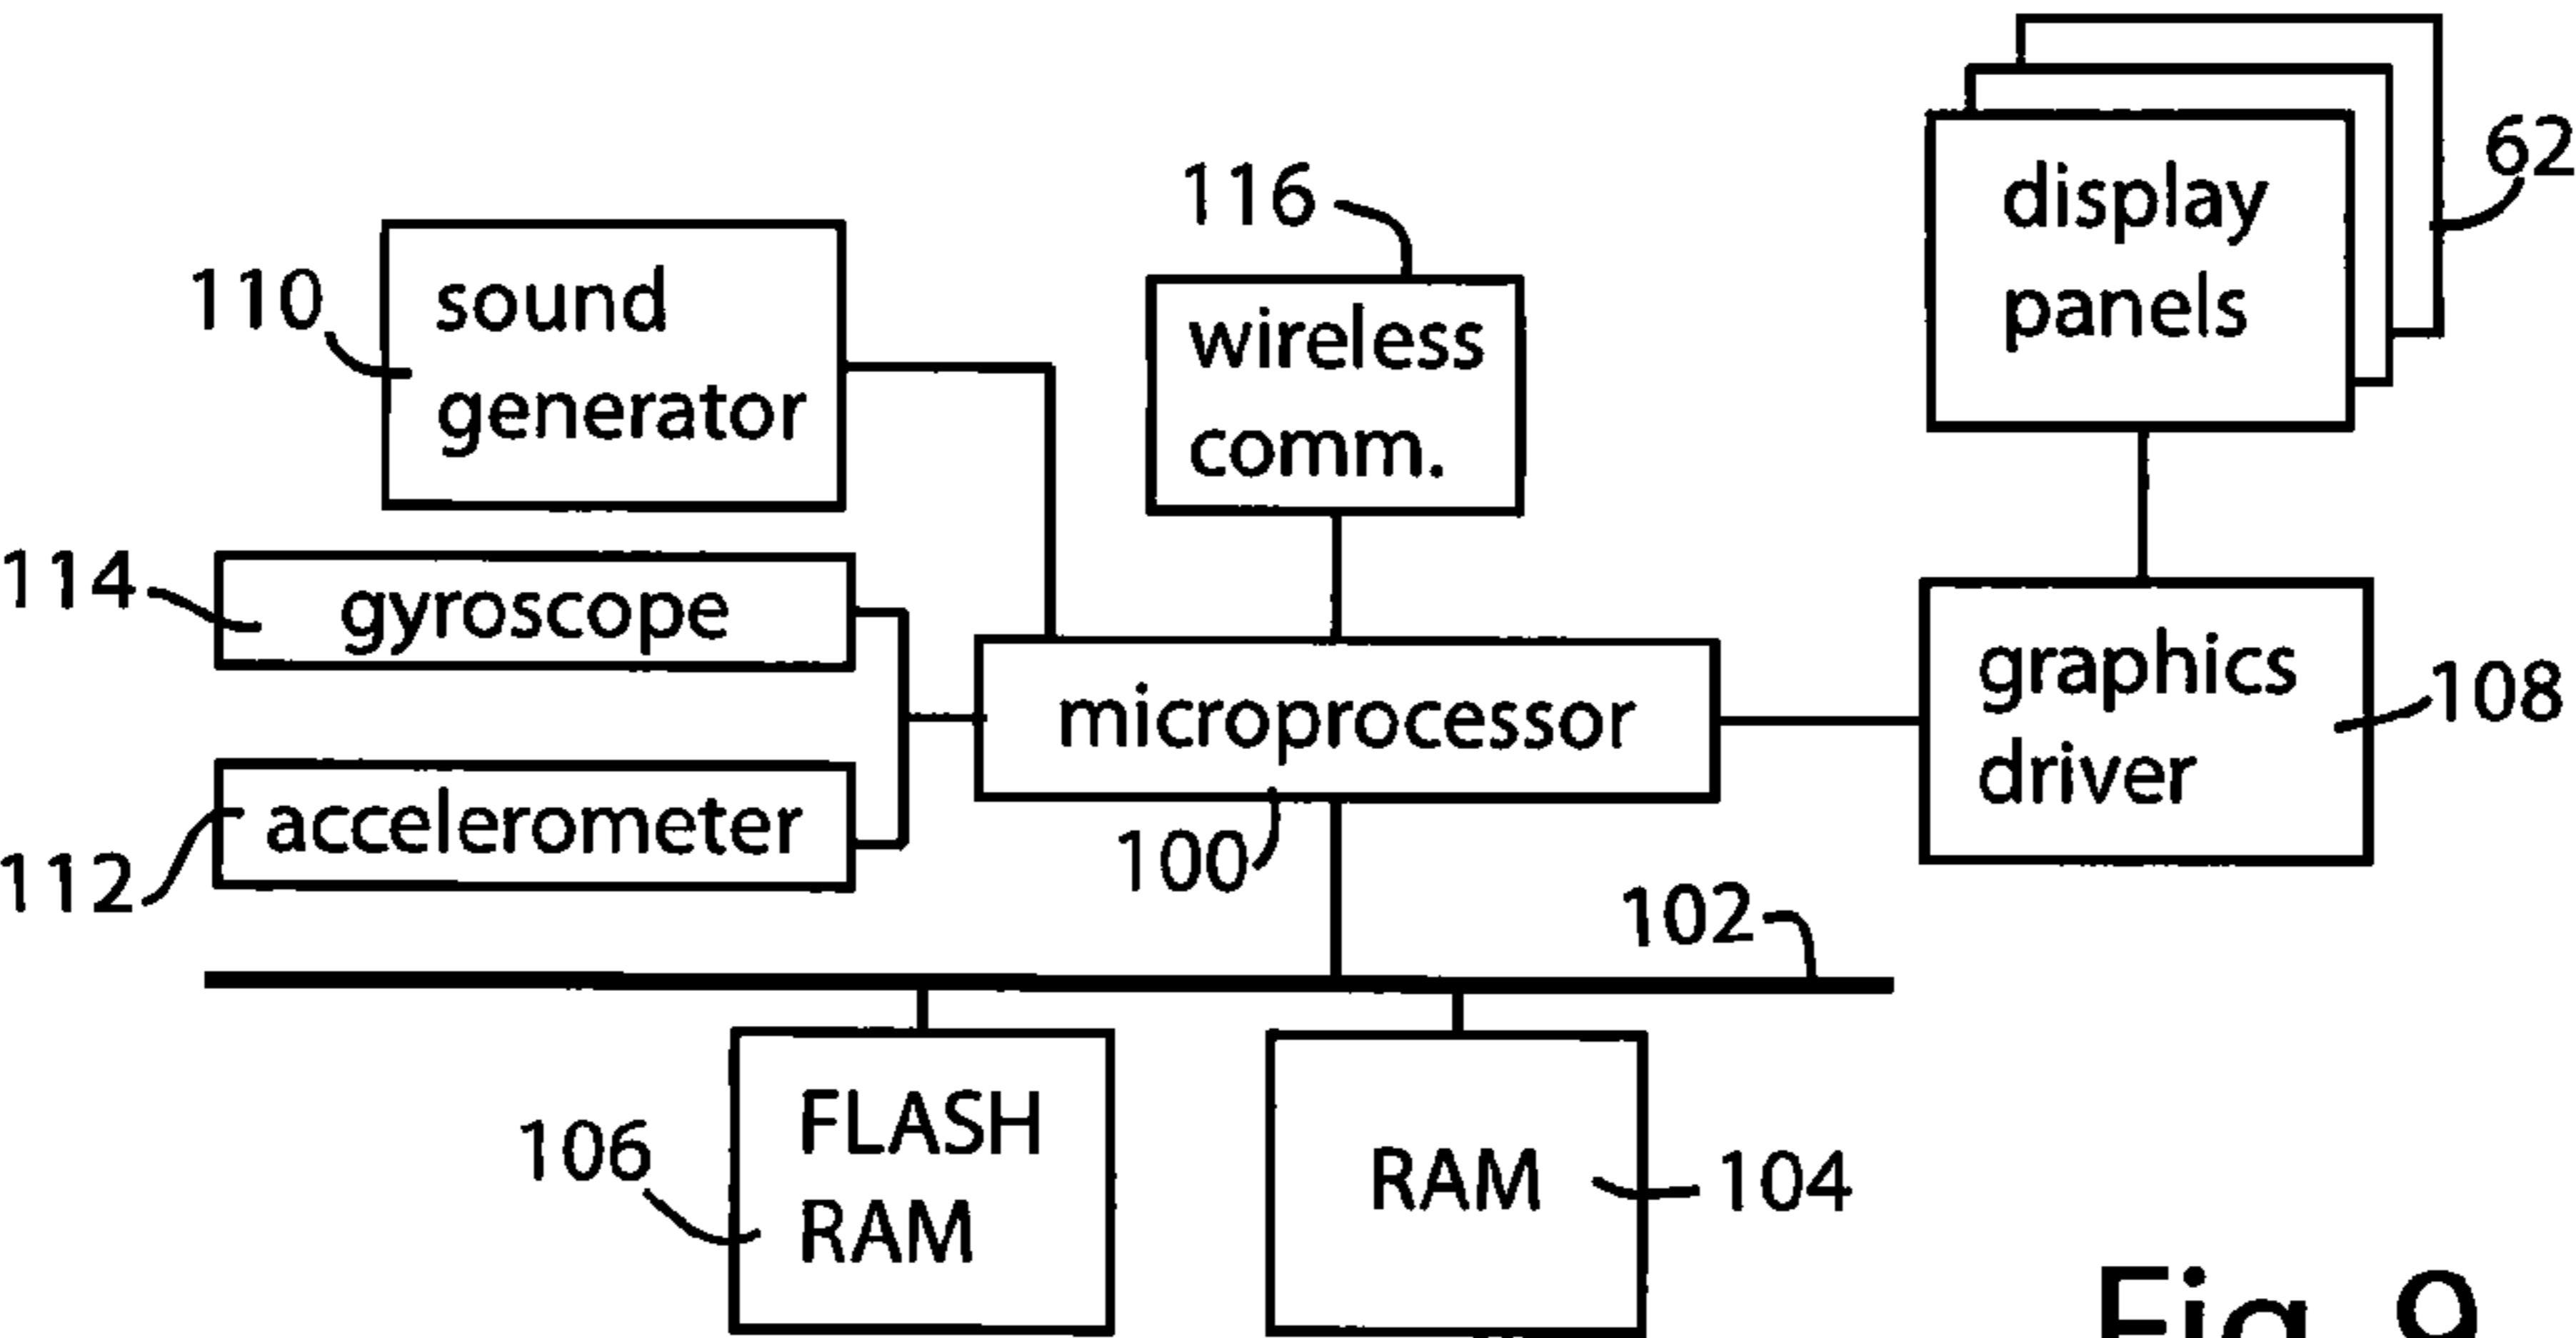 62
display
panels
116
wireless
comm.
110
sound
generator
114
gyroscope
microprocessor
100
graphics
driver
108
112
accelerometer
102
106
FLASH
RAM
RAM
104
Fig. 9